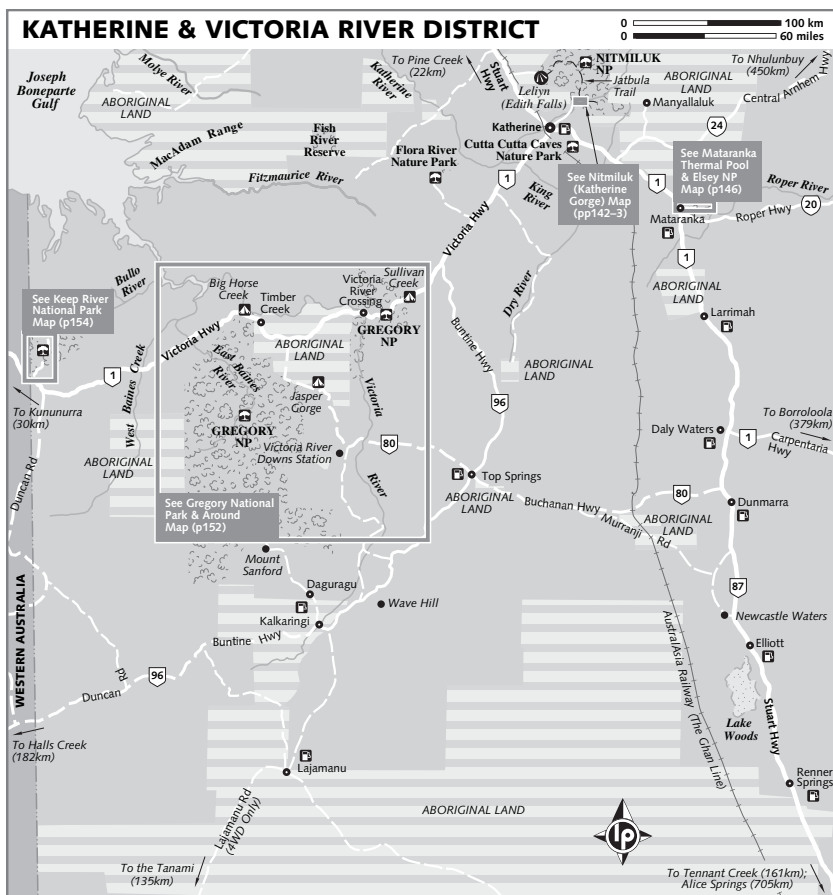 KATHERINE & VICTORIA RIVER DISTRICT
0 100 km
0 60 miles
Joseph
Boneparte
Gulf
Moyle River
ABORIGINAL
LAND
MacAdam Range
Fish
River
Reserve
Fitzmaurice River
To Pine Creek
(22km)
Katherine
River
Stuart
Hwy
Leliyn
(Edith Falls)
NITMILUK
NP
Jatbula
Trail
To Nhulunbuy
(450km)
ABORIGINAL
LAND
Manyallaluk
Central Arnhem Hwy
24
Katherine
Cutta Cutta Caves
Nature Park
Flora River
Nature Park
1
King
River
See Nitmiluk
(Katherine
Gorge) Map
(pp142–3)
1
See Mataranka
Thermal Pool
& Elsey NP
Map (p146)
Roper River
20
Roper Hwy
Mataranka
Victoria Hwy
Bullo
River
See Keep River
National Park
Map (p154)
Big Horse
Creek
Timber
Creek
Victoria
River
Crossing
Sullivan
Creek
GREGORY
NP
ABORIGINAL
LAND
Victoria Hwy
East Baines
River
1
West Baines Creek
To Kununurra
(30km)
Jasper
Gorge
Victoria
River
GREGORY
NP
Victoria River
Downs Station
80
ABORIGINAL
LAND
See Gregory National
Park & Around
Map (p152)
Duncan Rd
Buntine Hwy
Dry River
ABORIGINAL
LAND
96
1
ABORIGINAL
LAND
Larrimah
To Borroloola
(379km)
Daly Waters
1
Carpentaria
Hwy
Top Springs
ABORIGINAL
LAND
Buchanan Hwy
80
Dunmarra
Murranji Rd
ABORIGINAL
LAND
Mount
Sanford
Daguragu
Wave Hill
Kalkaringi
Buntine Hwy
87
Newcastle Waters
Elliott
WESTERN AUSTRALIA
Rd
96
Duncan
To Halls Creek
(182km)
AustralAsia Railway (The Ghan Line)
Lake
Woods
Stuart Hwy
Lajamanu
Renner
Springs
Lajamanu Rd
(4WD Only)
ABORIGINAL LAND
lp
To the Tanami
(135km)
To Tennant Creek (161km);
Alice Springs (705km)